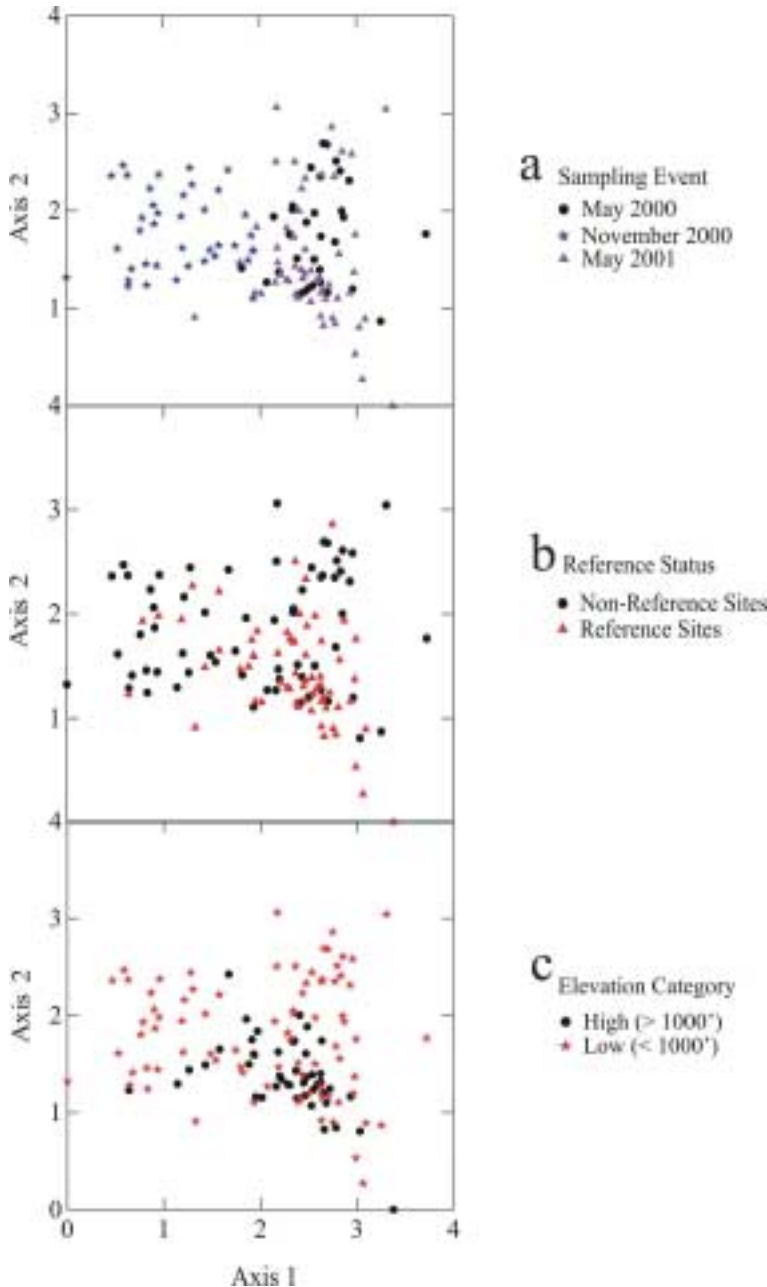 4
3
2
1
Axis 2
a Sampling Event
May 2000
November 2000
May 2001
4
3
2
1
Axis 2
b Reference Status
Non-Reference Sites
Reference Sites
4
3
2
1
0
Axis 2
c Elevation Category
High (> 1000')
Low (< 1000')
0 1 2 3 4
Axis 1